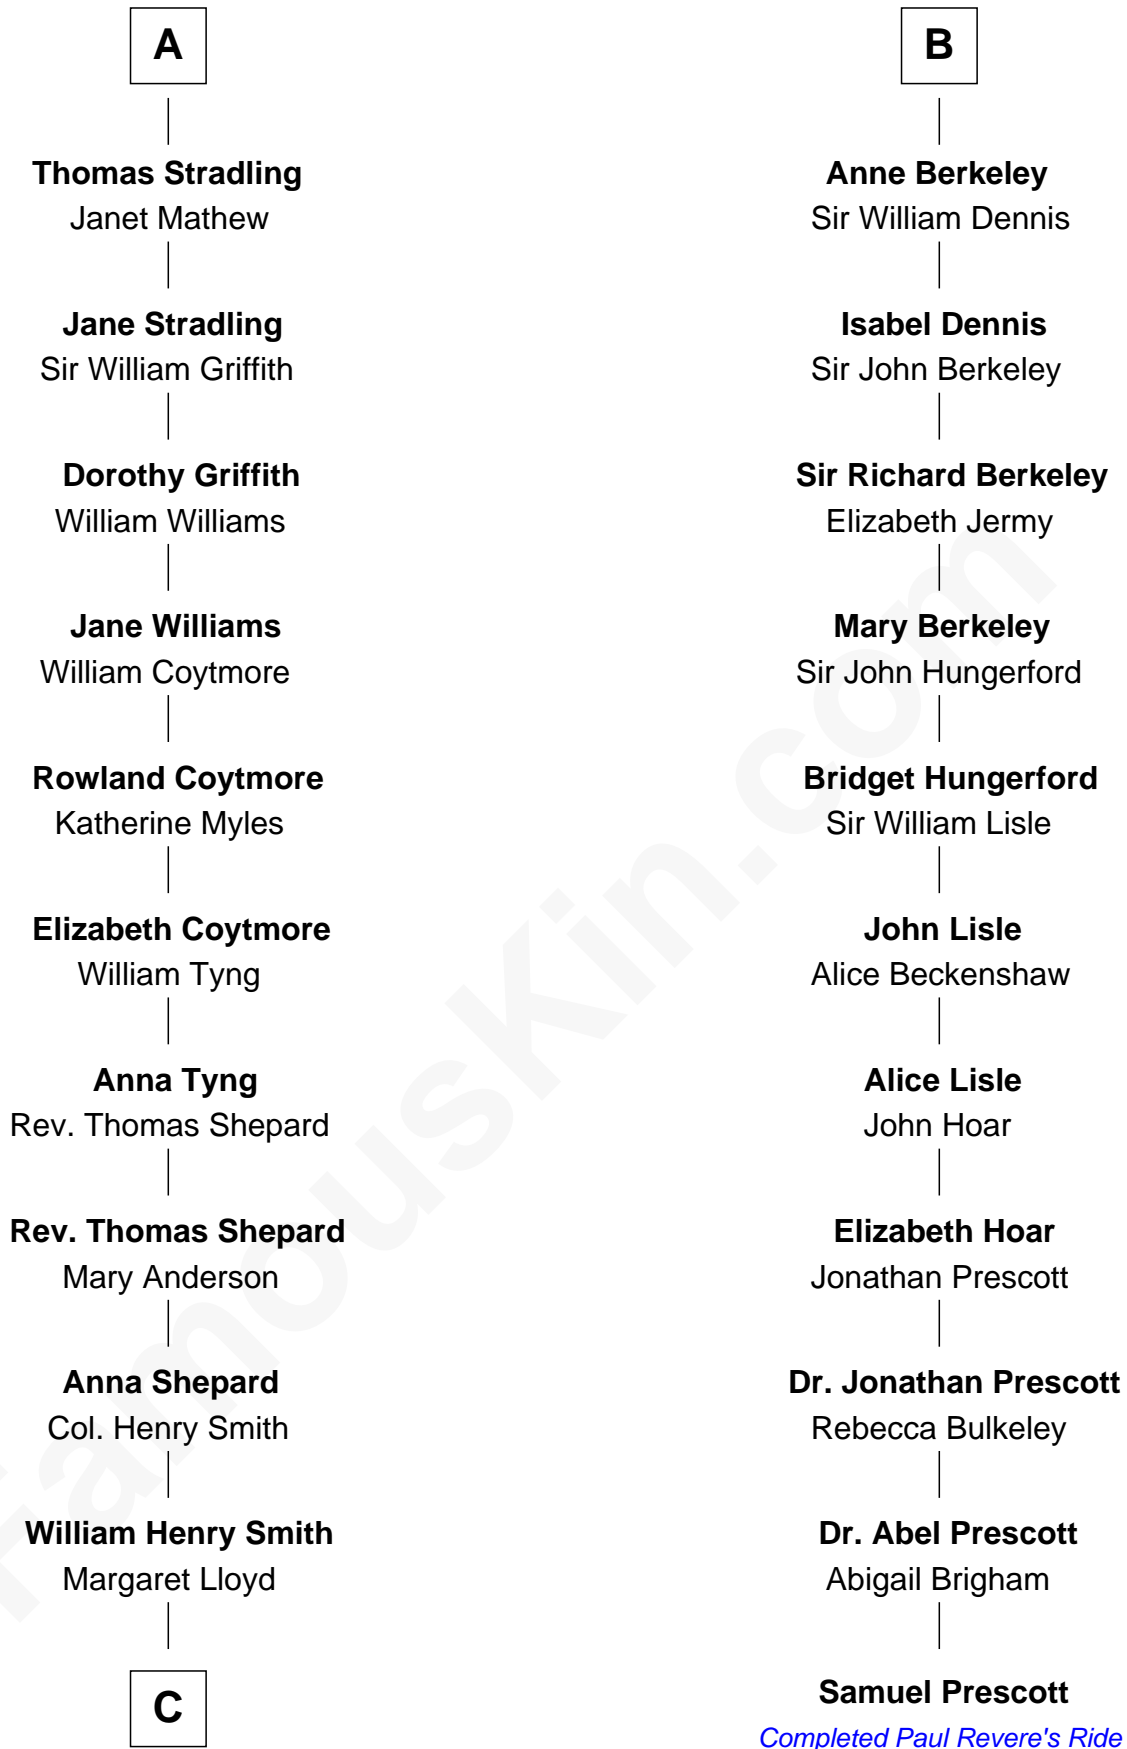 A
Thomas Stradling
Janet Mathew
Jane Stradling
Sir William Griffith
Dorothy Griffith
William Williams
Jane Williams
William Coytmore
Rowland Coytmore
Katherine Myles
Elizabeth Coytmore
William Tyng
Anna Tyng
Rev. Thomas Shepard
Rev. Thomas Shepard
Mary Anderson
Anna Shepard
Col. Henry Smith
William Henry Smith
Margaret Lloyd
C
B
Anne Berkeley
Sir William Dennis
Isabel Dennis
Sir John Berkeley
Sir Richard Berkeley
Elizabeth Jermy
Mary Berkeley
Sir John Hungerford
Bridget Hungerford
Sir William Lisle
John Lisle
Alice Beckenshaw
Alice Lisle
John Hoar
Elizabeth Hoar
Jonathan Prescott
Dr. Jonathan Prescott
Rebecca Bulkeley
Dr. Abel Prescott
Abigail Brigham
Samuel Prescott
Completed Paul Revere's Ride
FamousKin.com